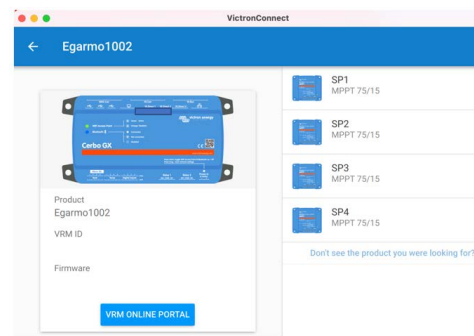 VictronConnect
Egarmo1002
victron energy
Cerbo GX
Product
Egarmo1002
VRM ID
Firmware
VRM ONLINE PORTAL
SP1
MPPT 75/15
SP2
MPPT 75/15
SP3
MPPT 75/15
SP4
MPPT 75/15
Don't see the product you were looking for?